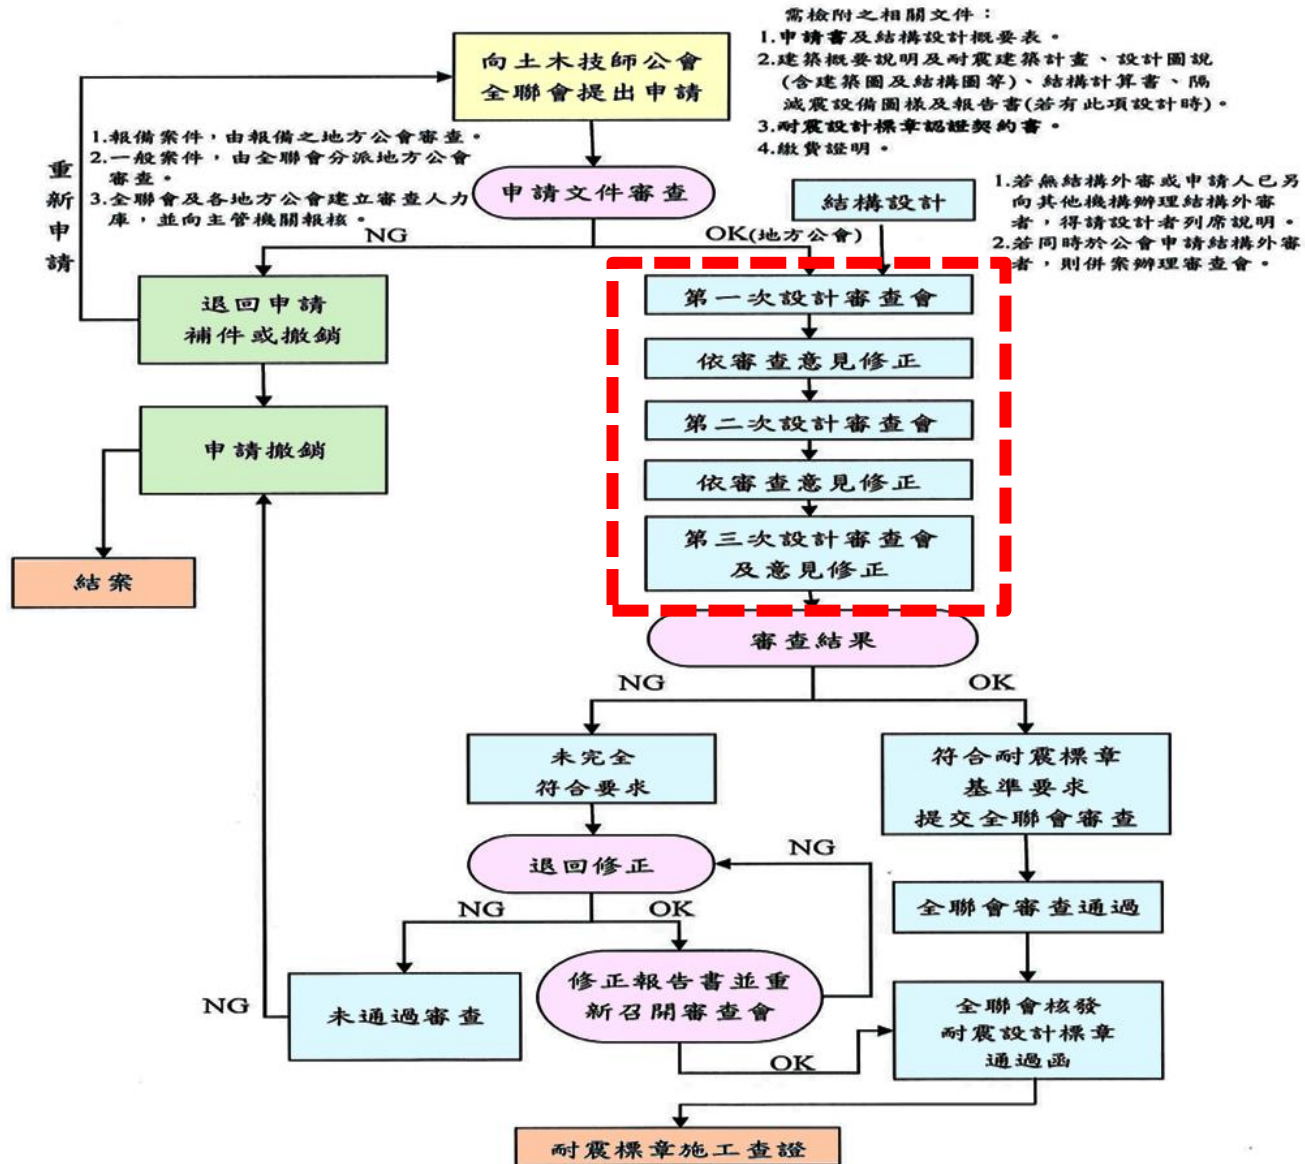 需檢附之相關文件：
1.申請書及結構設計概要表。
2.建築概要說明及耐震建築計畫、設計圖說
(含建築圖及結構圖等)、結構計算書、隔
減震設備圖樣及報告書(若有此項設計時)。
3.耐震設計標章認證契約書。
4.繳費證明。
向土木技師公會
全聯會提出申請
1.報備案件，由報備之地方公會審查。
2.一般案件，由全聯會分派地方公會
審查。
3.全聯會及各地方公會建立審查人力
庫，並向主管機關報核。
重新申請
申請文件審查
結構設計
1.若無結構外審或申請人已另
向其他機構辦理結構外審
者，得請設計者列席說明。
2.若同時於公會申請結構外審
者，則併案辦理審查會。
NG
OK(地方公會)
退回申請
補件或撤銷
第一次設計審查會
依審查意見修正
申請撤銷
第二次設計審查會
依審查意見修正
第三次設計審查會
及意見修正
結案
審查結果
NG
OK
未完全
符合要求
符合耐震標章
基準要求
提交全聯會審查
退回修正
NG
NG
OK
全聯會審查通過
NG
未通過審查
修正報告書並重
新召開審查會
全聯會核發
耐震設計標章
通過函
OK
耐震標章施工查證